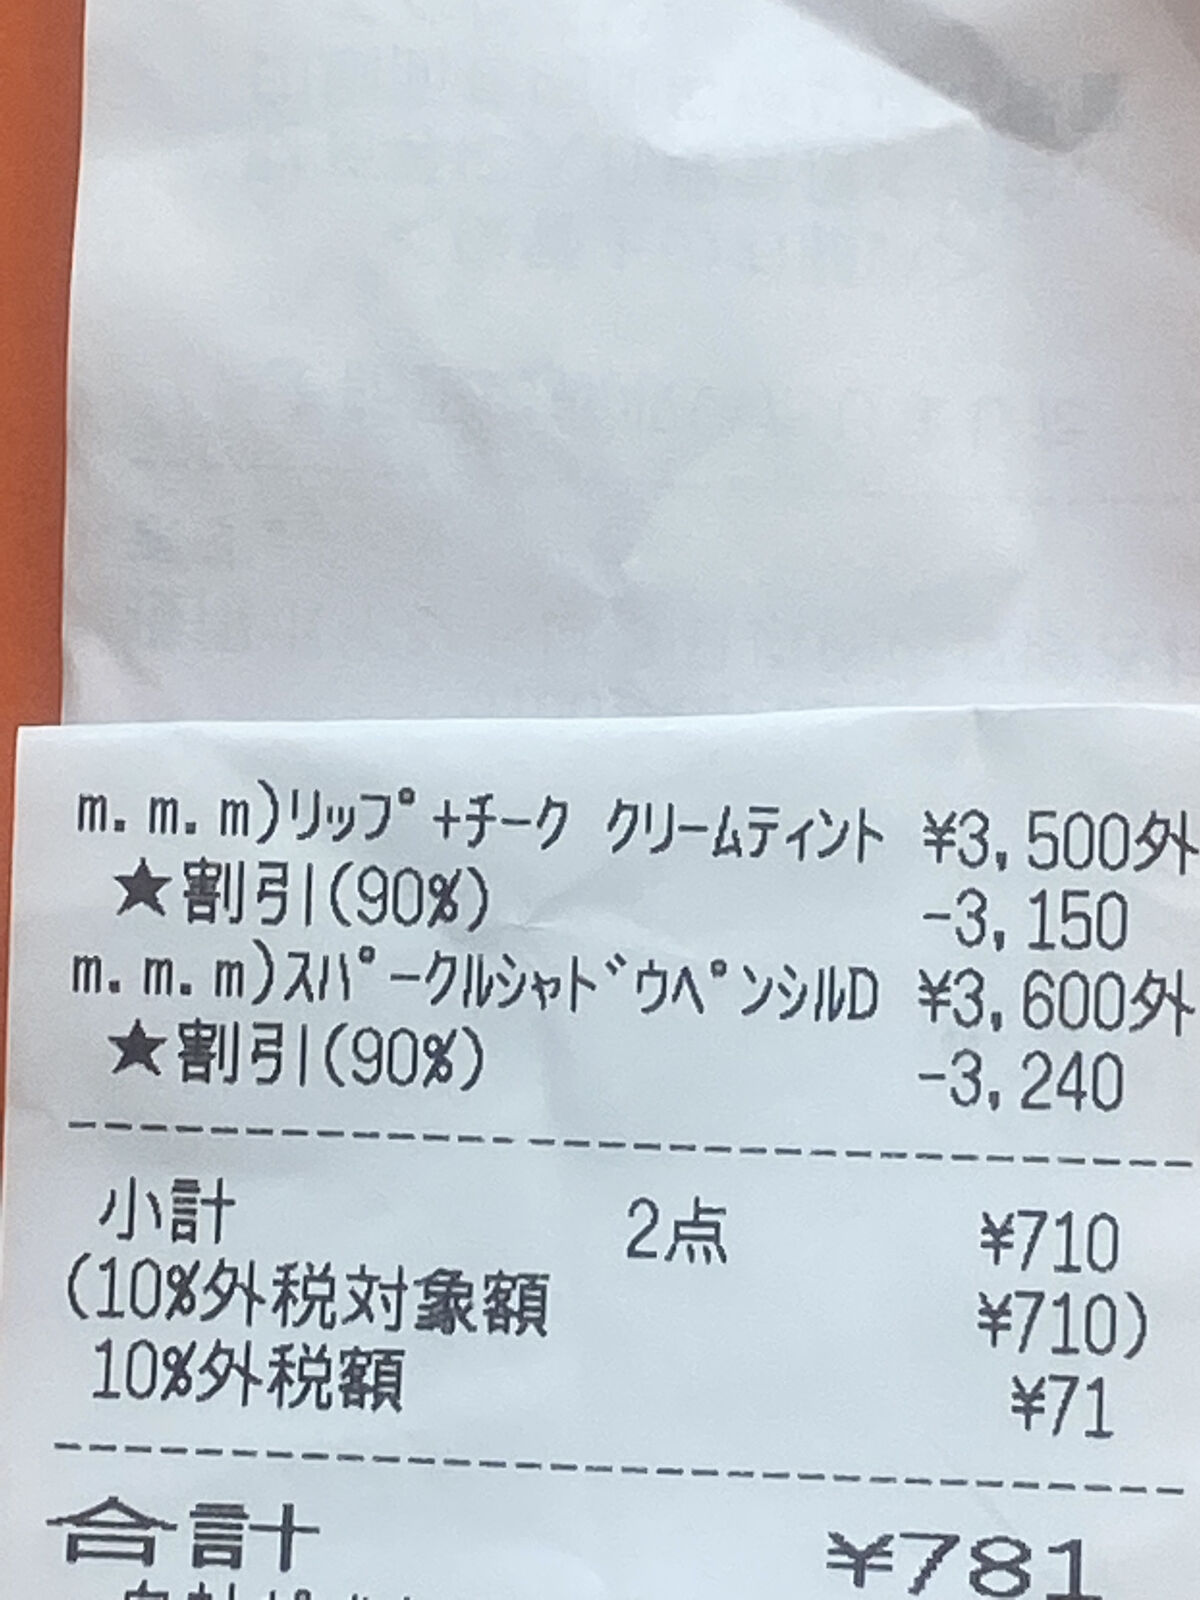 m.m.m)ﾘｯﾌﾟ+ﾁｰｸ ｸﾘｰﾑﾃｨﾝﾄ ¥3,500外
★割引(90%) -3,150
m.m.m)ｽﾊﾟｰｸﾙｼｬﾄﾞｳﾍﾟﾝｼﾙD ¥3,600外
★割引(90%) -3,240
小計 2点 ¥710
(10%外税対象額 ¥710)
10%外税額 ¥71
合計 ¥781